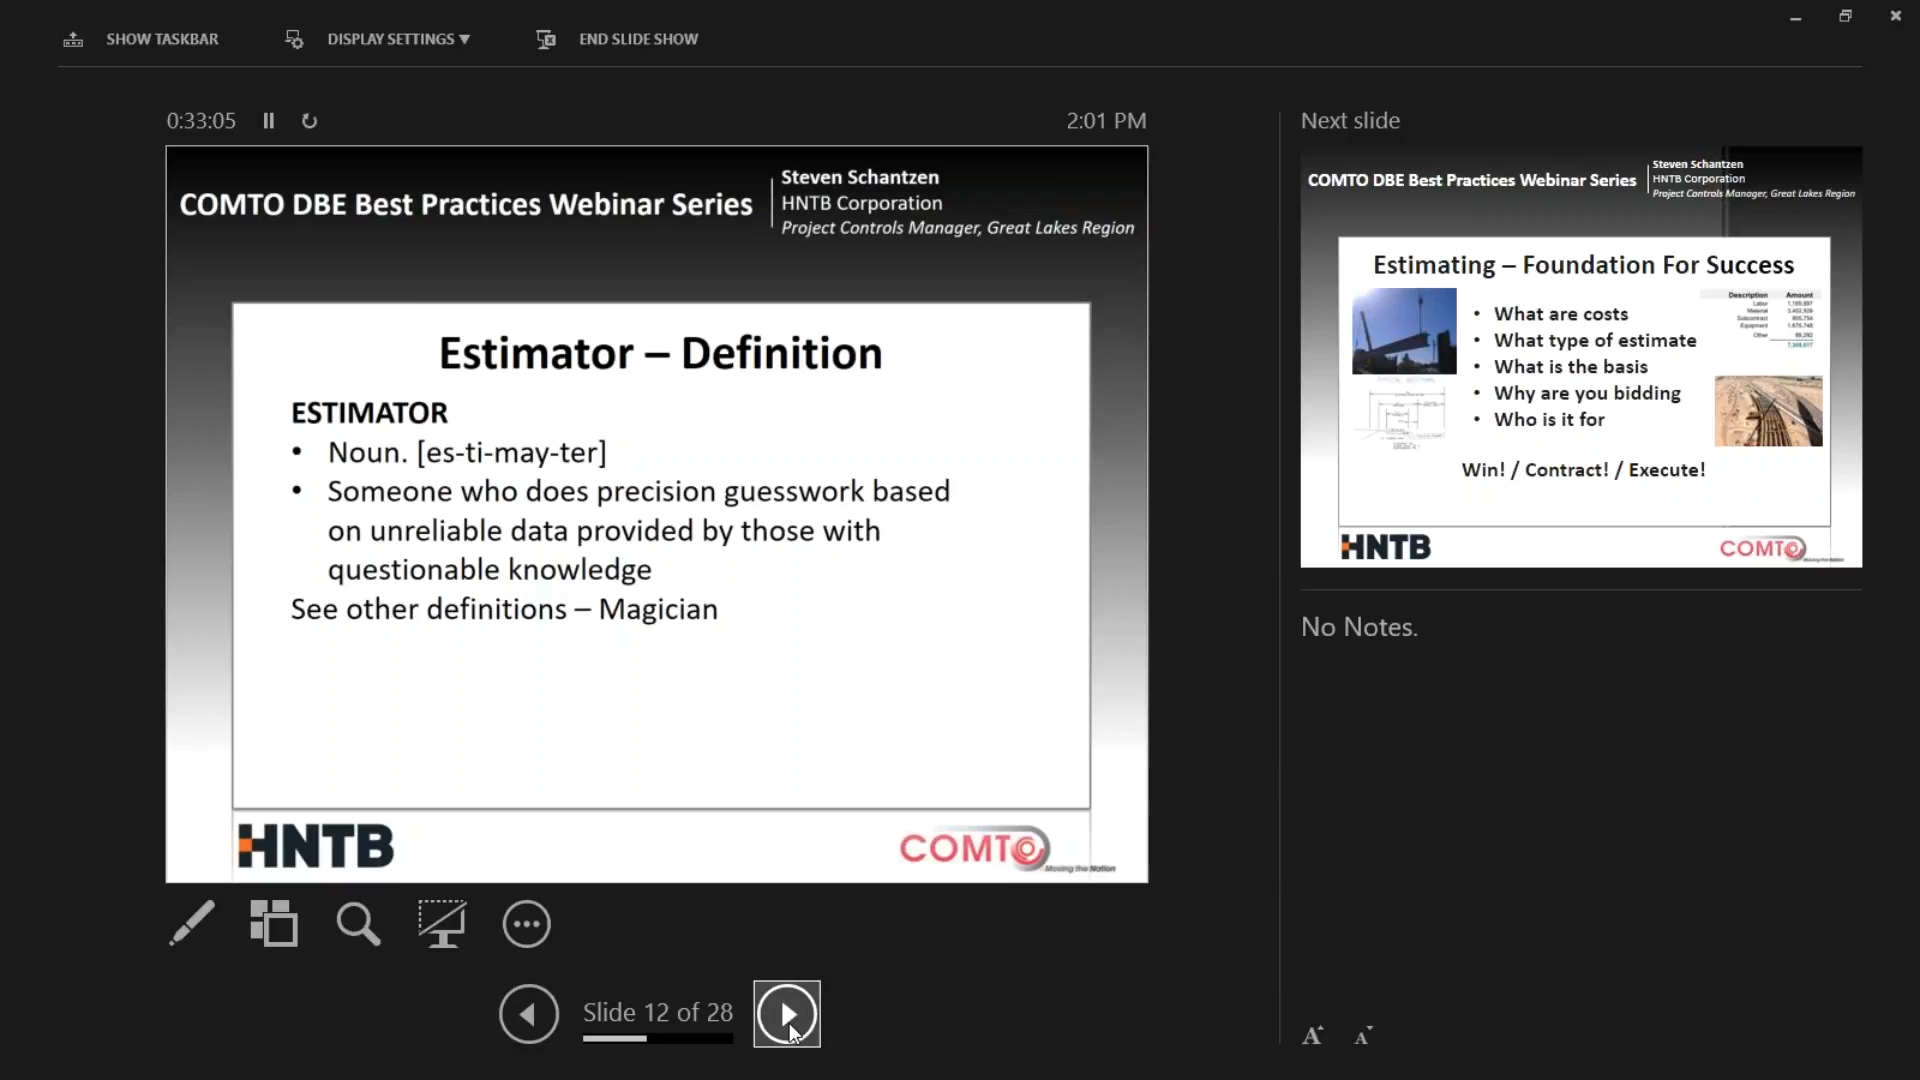 SHOW TASKBAR
DISPLAY SETTINGS ▼
END SLIDE SHOW
0:33:05
2:01 PM
COMTO DBE Best Practices Webinar Series
Steven Schantzen
HNTB Corporation
Project Controls Manager, Great Lakes Region
Estimator – Definition
ESTIMATOR
• Noun. [es-ti-may-ter]
• Someone who does precision guesswork based
on unreliable data provided by those with
questionable knowledge
See other definitions – Magician
HNTB
COMTO
Moving the Nation
Slide 12 of 28
Next slide
COMTO DBE Best Practices Webinar Series
Steven Schantzen
HNTB Corporation
Project Controls Manager, Great Lakes Region
Estimating – Foundation For Success
• What are costs
• What type of estimate
• What is the basis
• Why are you bidding
• Who is it for
Description Amount
Labor
Material
Subcontract
Equipment
Other
Win! / Contract! / Execute!
HNTB
COMTO
No Notes.
A A